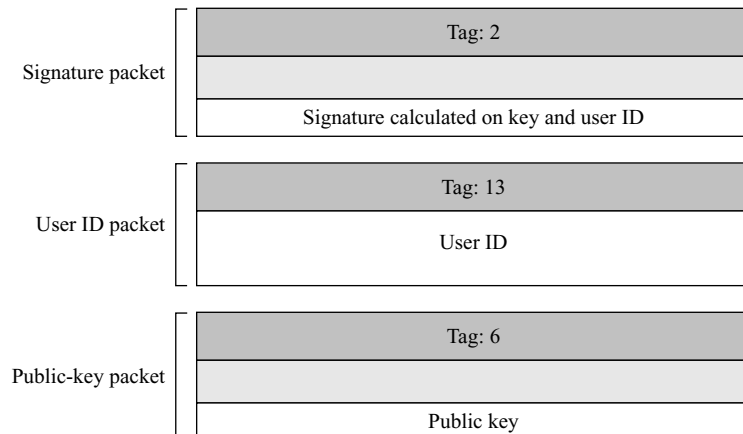 Tag: 2
Signature packet
Signature calculated on key and user ID
Tag: 13
User ID packet
User ID
Tag: 6
Public-key packet
Public key